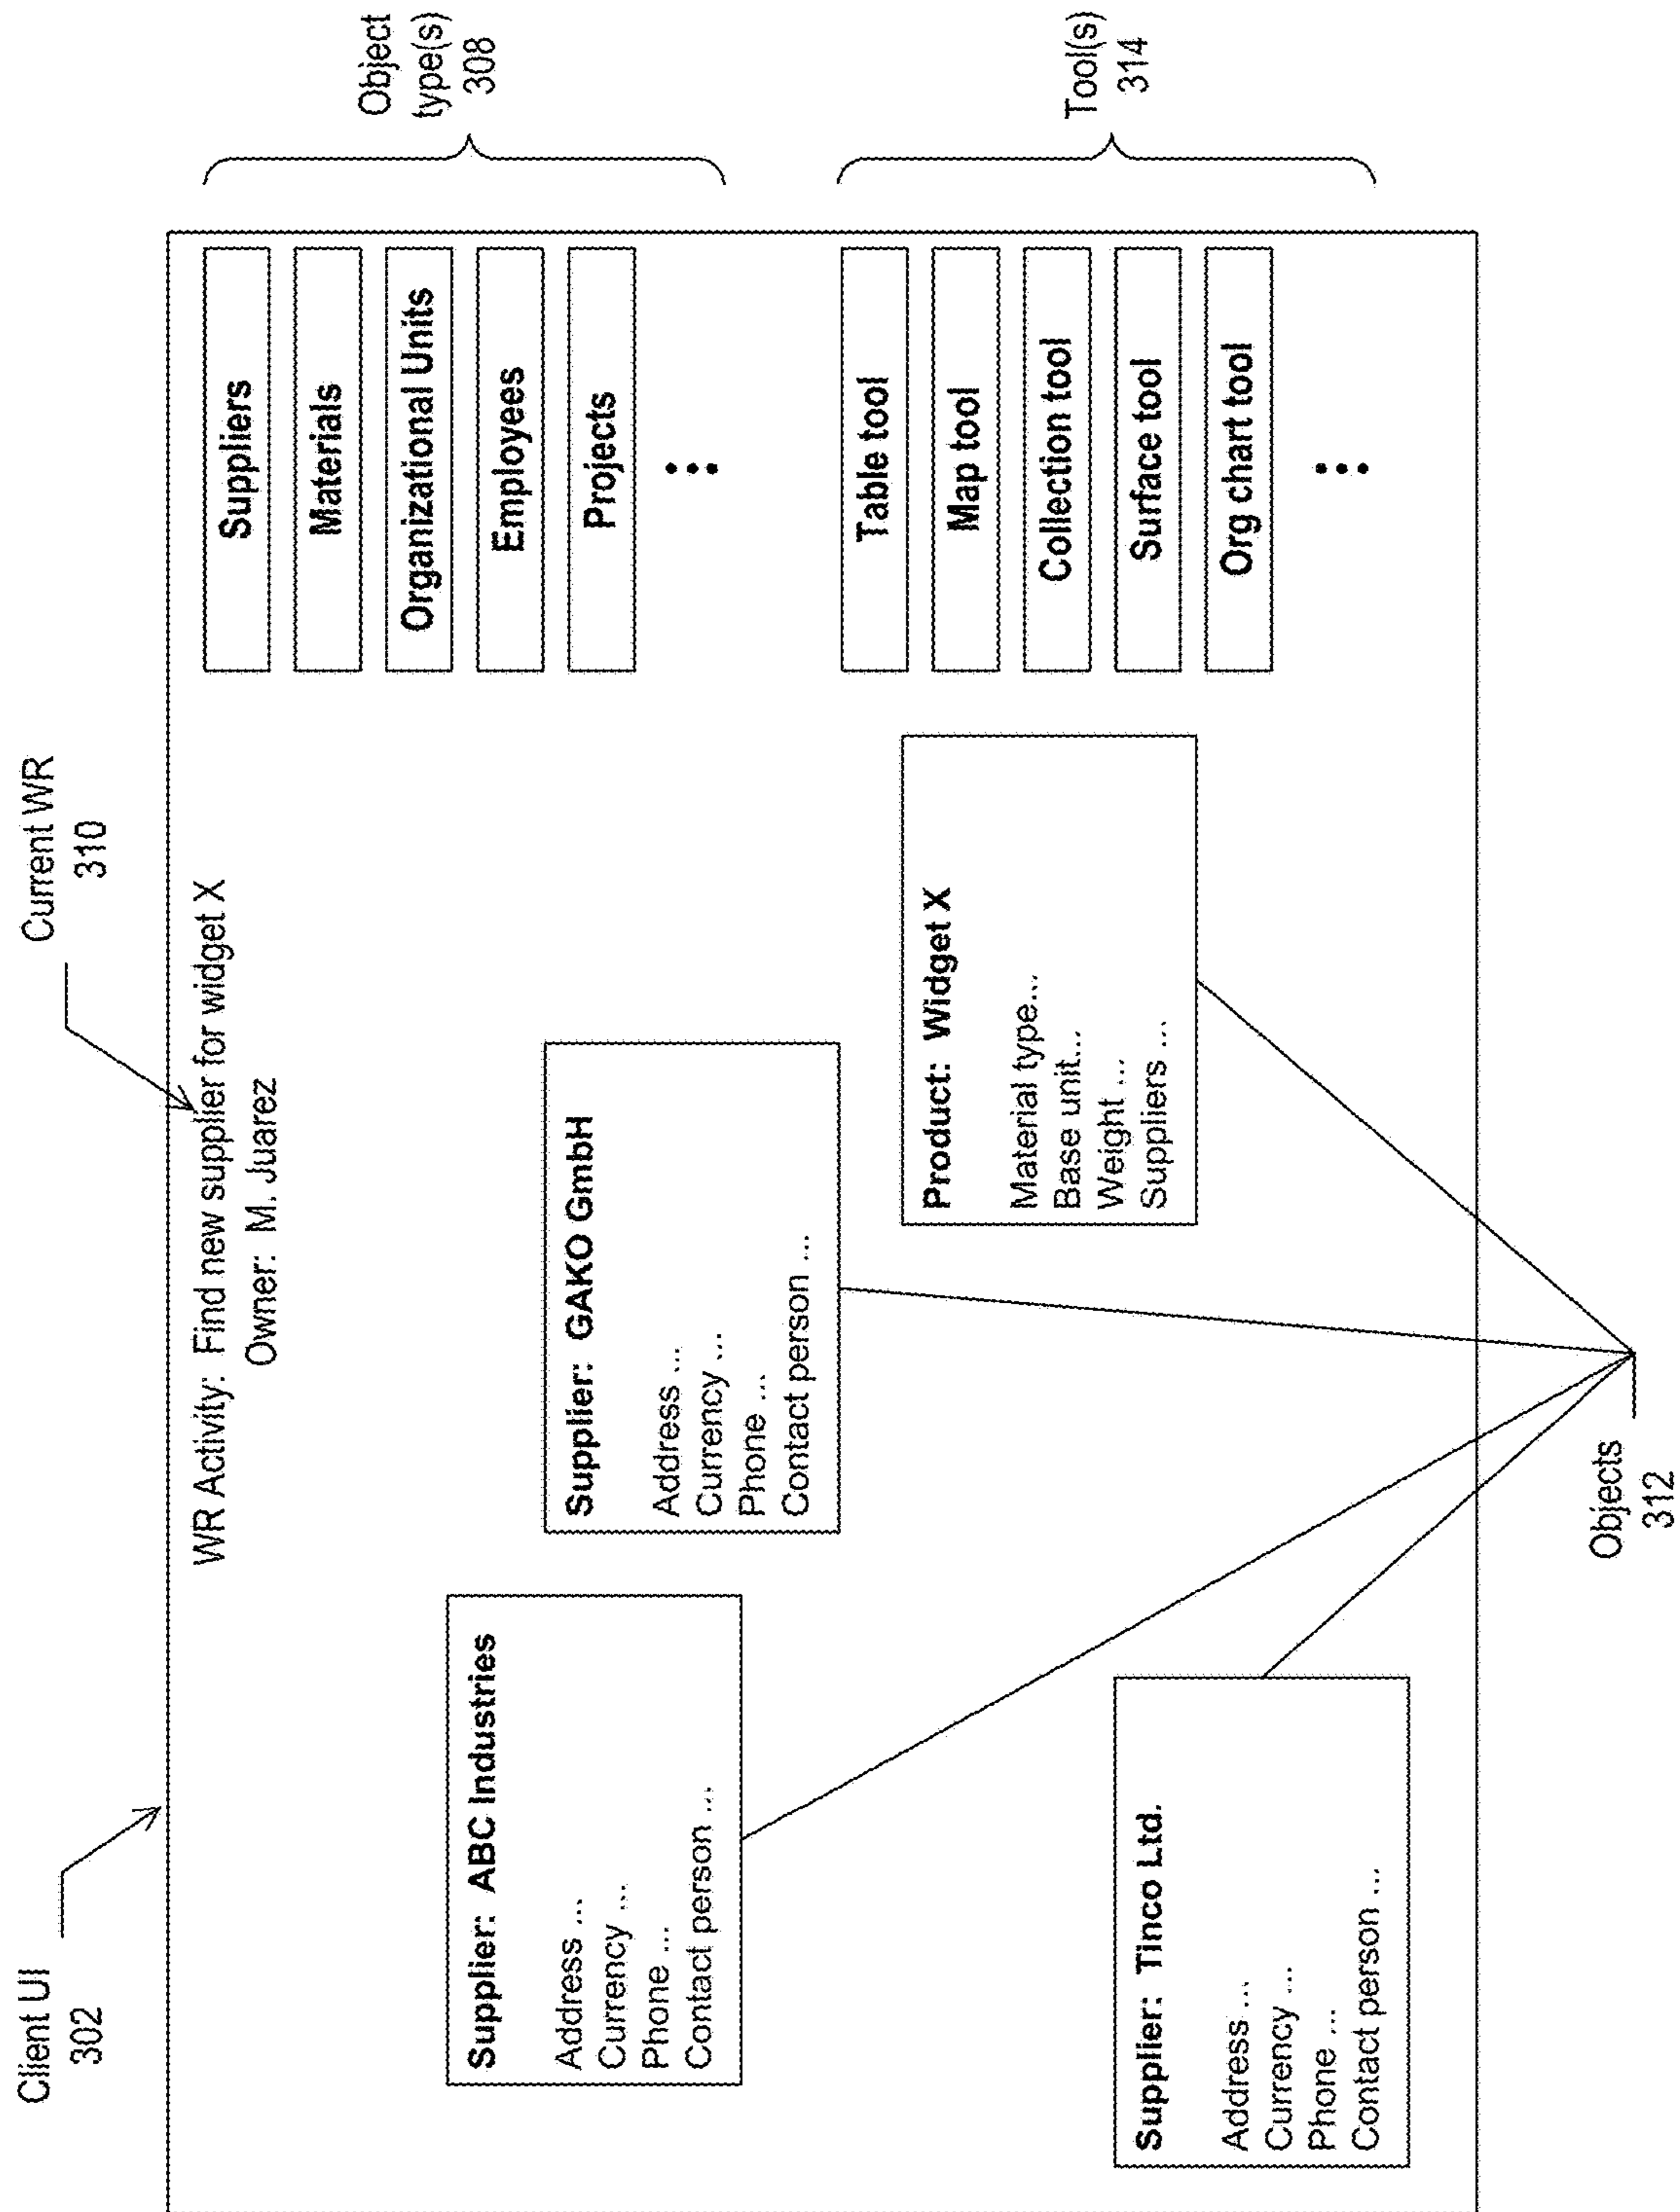 Client UI
302
Current WR
310
WR Activity: Find new supplier for widget X
Owner: M. Juarez
Supplier: ABC Industries
Address ...
Currency ...
Phone ...
Contact person ...
Supplier: GAKO GmbH
Address ...
Currency ...
Phone ...
Contact person ...
Supplier: Tinco Ltd.
Address ...
Currency ...
Phone ...
Contact person ...
Product: Widget X
Material type...
Base unit...
Weight ...
Suppliers ...
Suppliers
Materials
Organizational Units
Employees
Projects
Table tool
Map tool
Collection tool
Surface tool
Org chart tool
Object
type(s)
308
Tool(s)
314
Objects
312